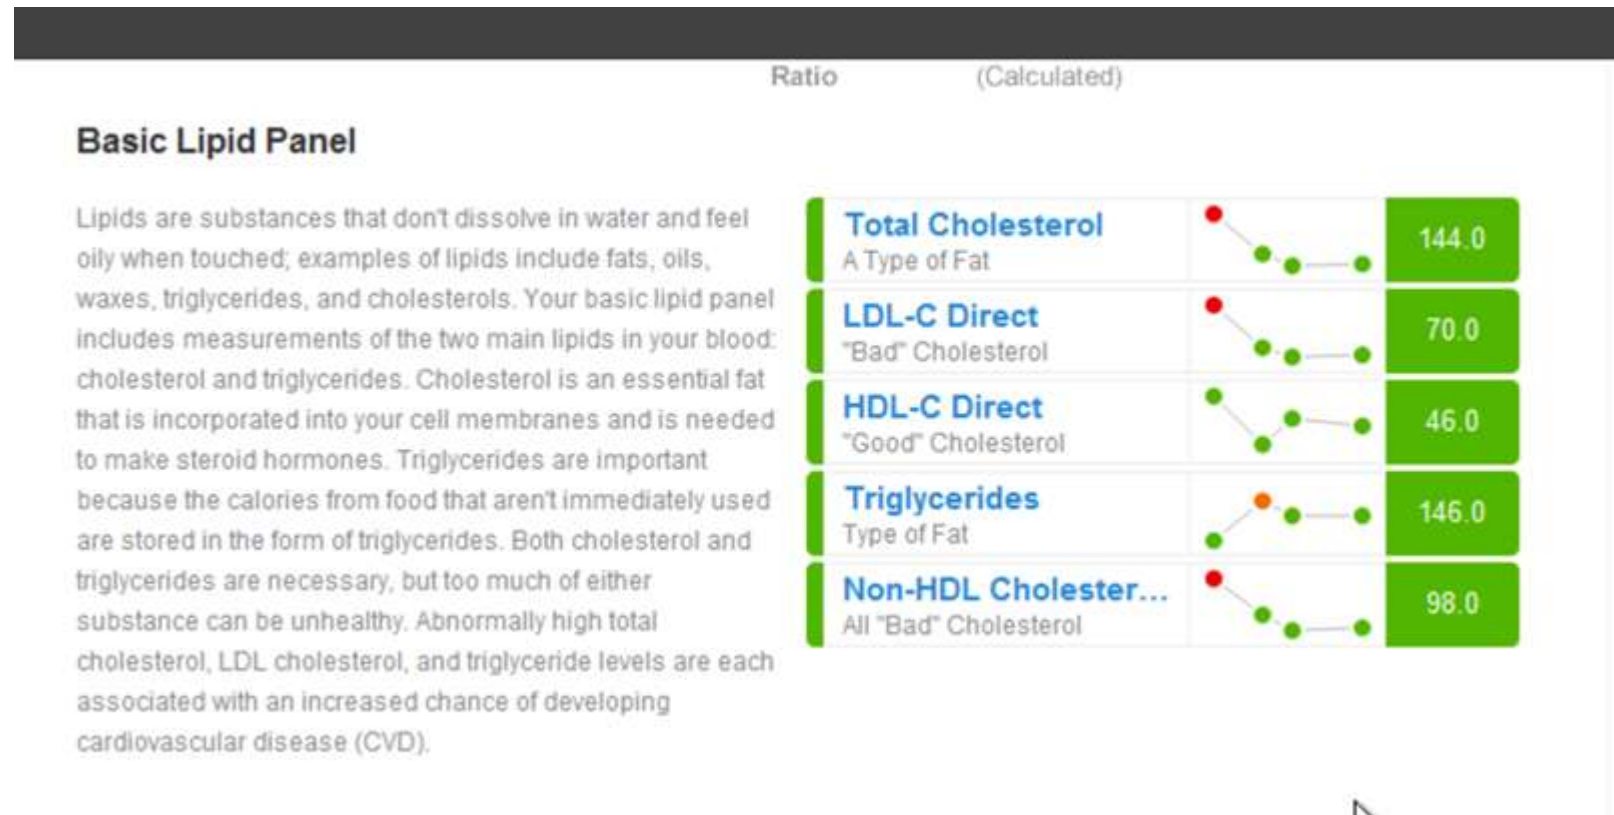 Ratio (Calculated)
Basic Lipid Panel
Lipids are substances that don't dissolve in water and feel
oily when touched; examples of lipids include fats, oils,
waxes, triglycerides, and cholesterols. Your basic lipid panel
includes measurements of the two main lipids in your blood:
cholesterol and triglycerides. Cholesterol is an essential fat
that is incorporated into your cell membranes and is needed
to make steroid hormones. Triglycerides are important
because the calories from food that aren't immediately used
are stored in the form of triglycerides. Both cholesterol and
triglycerides are necessary, but too much of either
substance can be unhealthy. Abnormally high total
cholesterol, LDL cholesterol, and triglyceride levels are each
associated with an increased chance of developing
cardiovascular disease (CVD).
Total Cholesterol
A Type of Fat
144.0
LDL-C Direct
"Bad" Cholesterol
70.0
HDL-C Direct
"Good" Cholesterol
46.0
Triglycerides
Type of Fat
146.0
Non-HDL Cholester...
All "Bad" Cholesterol
98.0